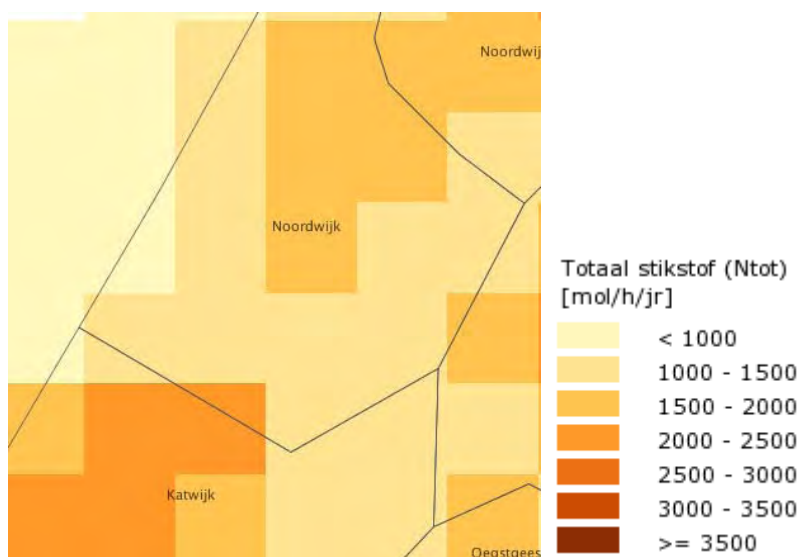 Noordwij
Noordwijk
Katwijk
Oegstgees
Totaal stikstof (Ntot)
[mol/h/jr]
< 1000
1000 - 1500
1500 - 2000
2000 - 2500
2500 - 3000
3000 - 3500
>= 3500